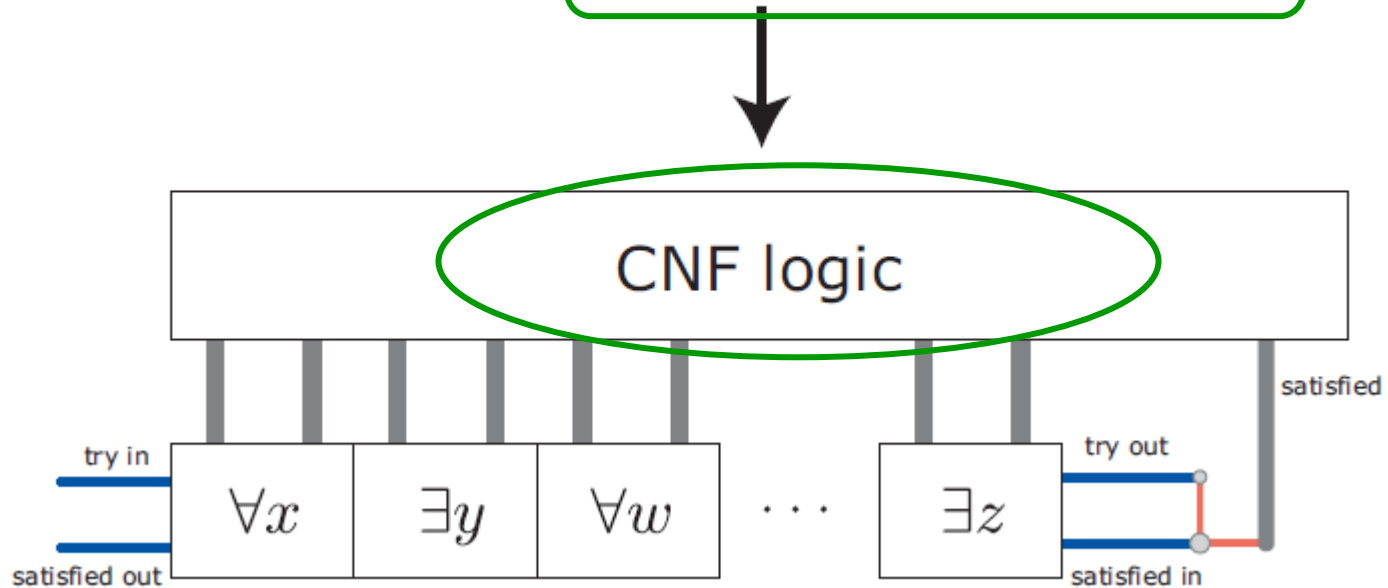 CNF logic
satisfied
try in
try out
∀x ∃y ∀w · · · ∃z
satisfied out
satisfied in